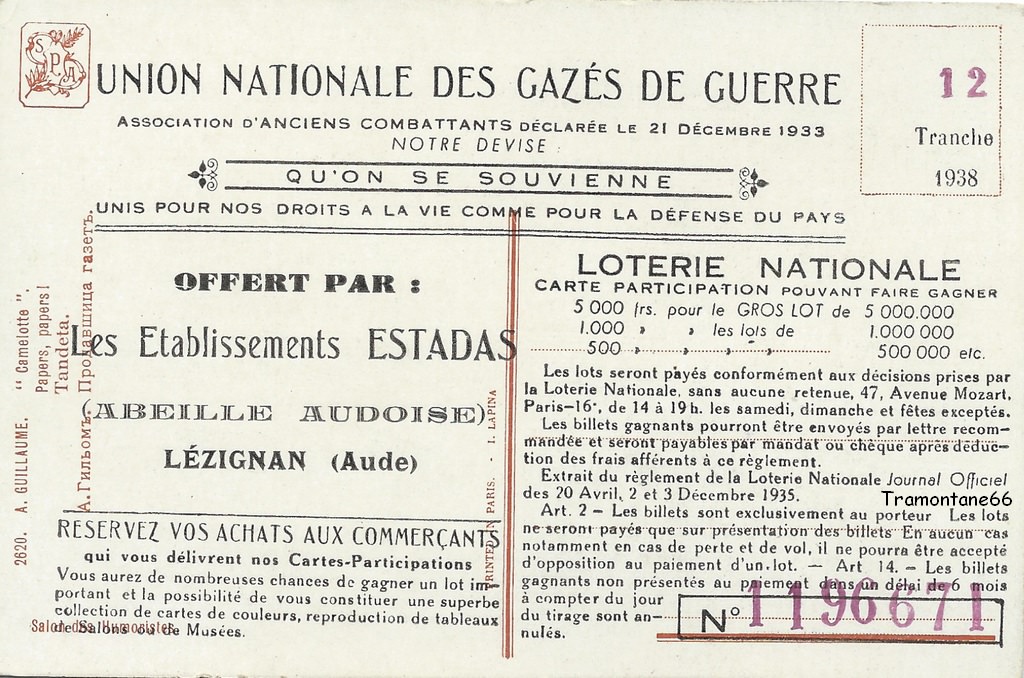 SPA
UNION NATIONALE DES GAZÉS DE GUERRE
ASSOCIATION D'ANCIENS COMBATTANTS DÉCLARÉE LE 21 DÉCEMBRE 1933
NOTRE DEVISE :
QU'ON SE SOUVIENNE
UNIS POUR NOS DROITS A LA VIE COMME POUR LA DÉFENSE DU PAYS
12
Tranche
1938
2620. A. GUILLAUME. "Camelotte".
Papers, papers!
Tandeta.
А. Гильомъ. Продавщица газетъ.
OFFERT PAR :
Les Etablissements ESTADAS
(ABEILLE AUDOISE)
LÉZIGNAN (Aude)
RESERVEZ VOS ACHATS AUX COMMERÇANTS
qui vous délivrent nos Cartes-Participations
Vous aurez de nombreuses chances de gagner un lot im-
portant et la possibilité de vous constituer une superbe
collection de cartes de couleurs, reproduction de tableaux
de Salons ou de Musées.
Salon des Humoristes.
PRINTED IN PARIS. - I. LAPINA
LOTERIE NATIONALE
CARTE PARTICIPATION POUVANT FAIRE GAGNER
5 000 frs. pour le GROS LOT de 5 000.000
1.000 » » les lots de 1.000 000
500 » » » » 500 000 etc.
Les lots seront payés conformément aux décisions prises par
la Loterie Nationale, sans aucune retenue, 47, Avenue Mozart,
Paris-16°, de 14 à 19 h. les samedi, dimanche et fêtes exceptés.
Les billets gagnants pourront être envoyés par lettre recom-
mandée et seront payables par mandat ou chèque après déduc-
tion des frais afférents à ce règlement.
Extrait du règlement de la Loterie Nationale Journal Officiel
des 20 Avril, 2 et 3 Décembre 1935.
Tramontane66
Art. 2 - Les billets sont exclusivement au porteur Les lots
ne seront payés que sur présentation des billets En aucun cas
notamment en cas de perte et de vol, il ne pourra être accepté
d'opposition au paiement d'un lot. — Art. 14. - Les billets
gagnants non présentés au paiement dans un délai de 6 mois
à compter du jour
du tirage sont an-
nulés.
N° 1196671